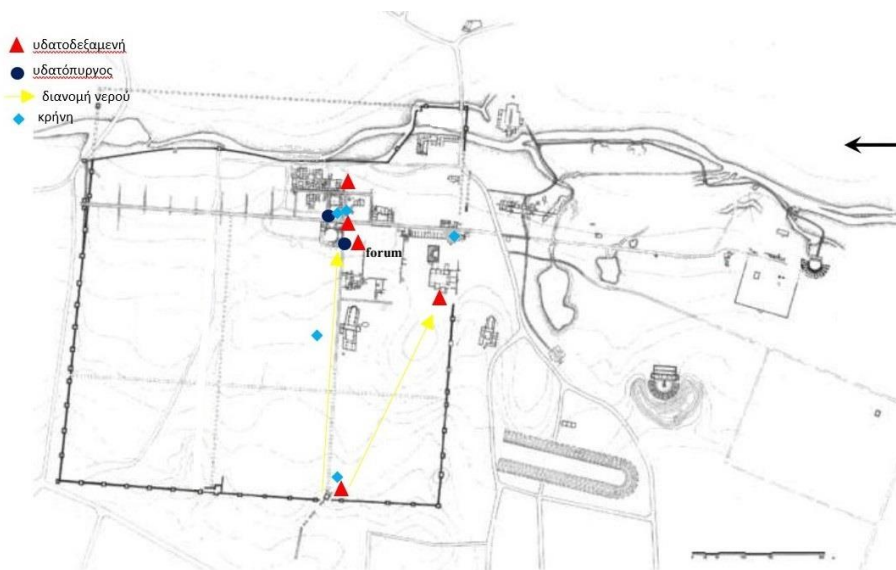 υδατοδεξαμενή
υδατόπυργος
διανομή νερού
κρήνη
forum